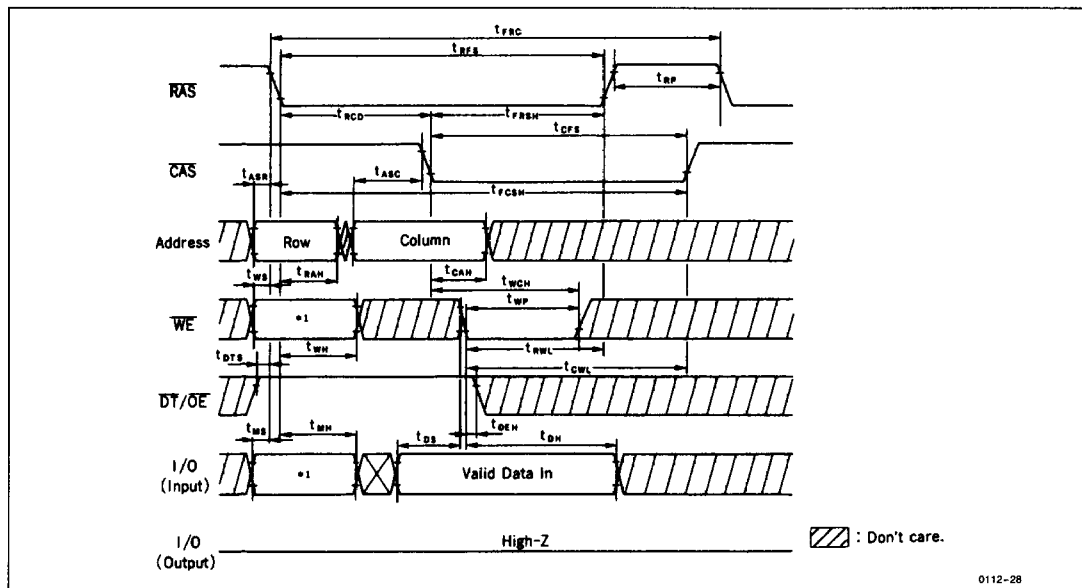 tFRC
tRFS
tRP
RAS
tRCD
tFRSH
tCFS
CAS
tASR
tASC
tFCSH
Address
Row
Column
tWS
tRAH
tCAH
tWCH
tWP
WE
*1
tDTS
tWH
tRWL
tCWL
DT/OE
tMS
tMH
tDS
tOEH
tDH
I/O
(Input)
*1
Valid Data In
I/O
(Output)
High-Z
: Don't care.
0112-28